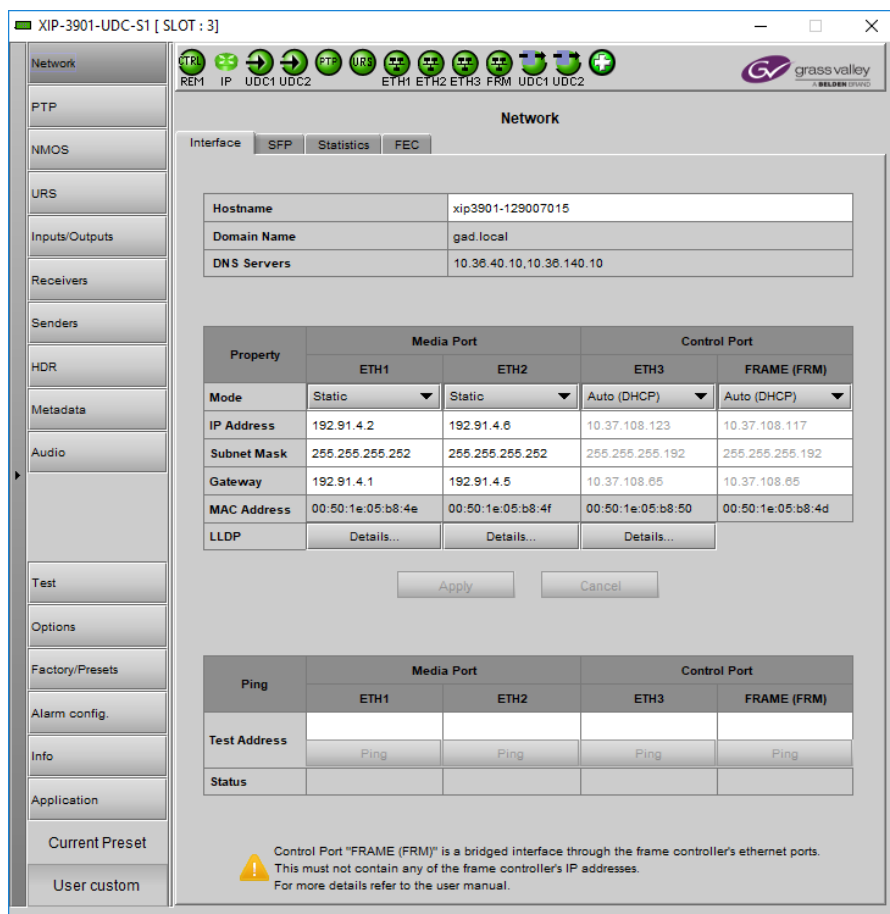 XIP-3901-UDC-S1 [ SLOT : 3]
Network
PTP
NMOS
URS
Inputs/Outputs
Receivers
Senders
HDR
Metadata
Audio
Test
Options
Factory/Presets
Alarm config.
Info
Application
Current Preset
User custom
CTRL PTP URS
REM IP UDC1 UDC2 ETH1 ETH2 ETH3 FRM UDC1 UDC2
GV grass valley
A BELDEN BRAND
Network
Interface SFP Statistics FEC
Hostname xip3901-129007015
Domain Name gad.local
DNS Servers 10.36.40.10,10.36.140.10
Property Media Port Control Port
ETH1 ETH2 ETH3 FRAME (FRM)
Mode Static Static Auto (DHCP) Auto (DHCP)
IP Address 192.91.4.2 192.91.4.6 10.37.108.123 10.37.108.117
Subnet Mask 255.255.255.252 255.255.255.252 255.255.255.192 255.255.255.192
Gateway 192.91.4.1 192.91.4.5 10.37.108.65 10.37.108.65
MAC Address 00:50:1e:05:b8:4e 00:50:1e:05:b8:4f 00:50:1e:05:b8:50 00:50:1e:05:b8:4d
LLDP Details... Details... Details...
Apply Cancel
Ping Media Port Control Port
ETH1 ETH2 ETH3 FRAME (FRM)
Test Address
Ping Ping Ping Ping
Status
Control Port "FRAME (FRM)" is a bridged interface through the frame controller's ethernet ports.
This must not contain any of the frame controller's IP addresses.
For more details refer to the user manual.